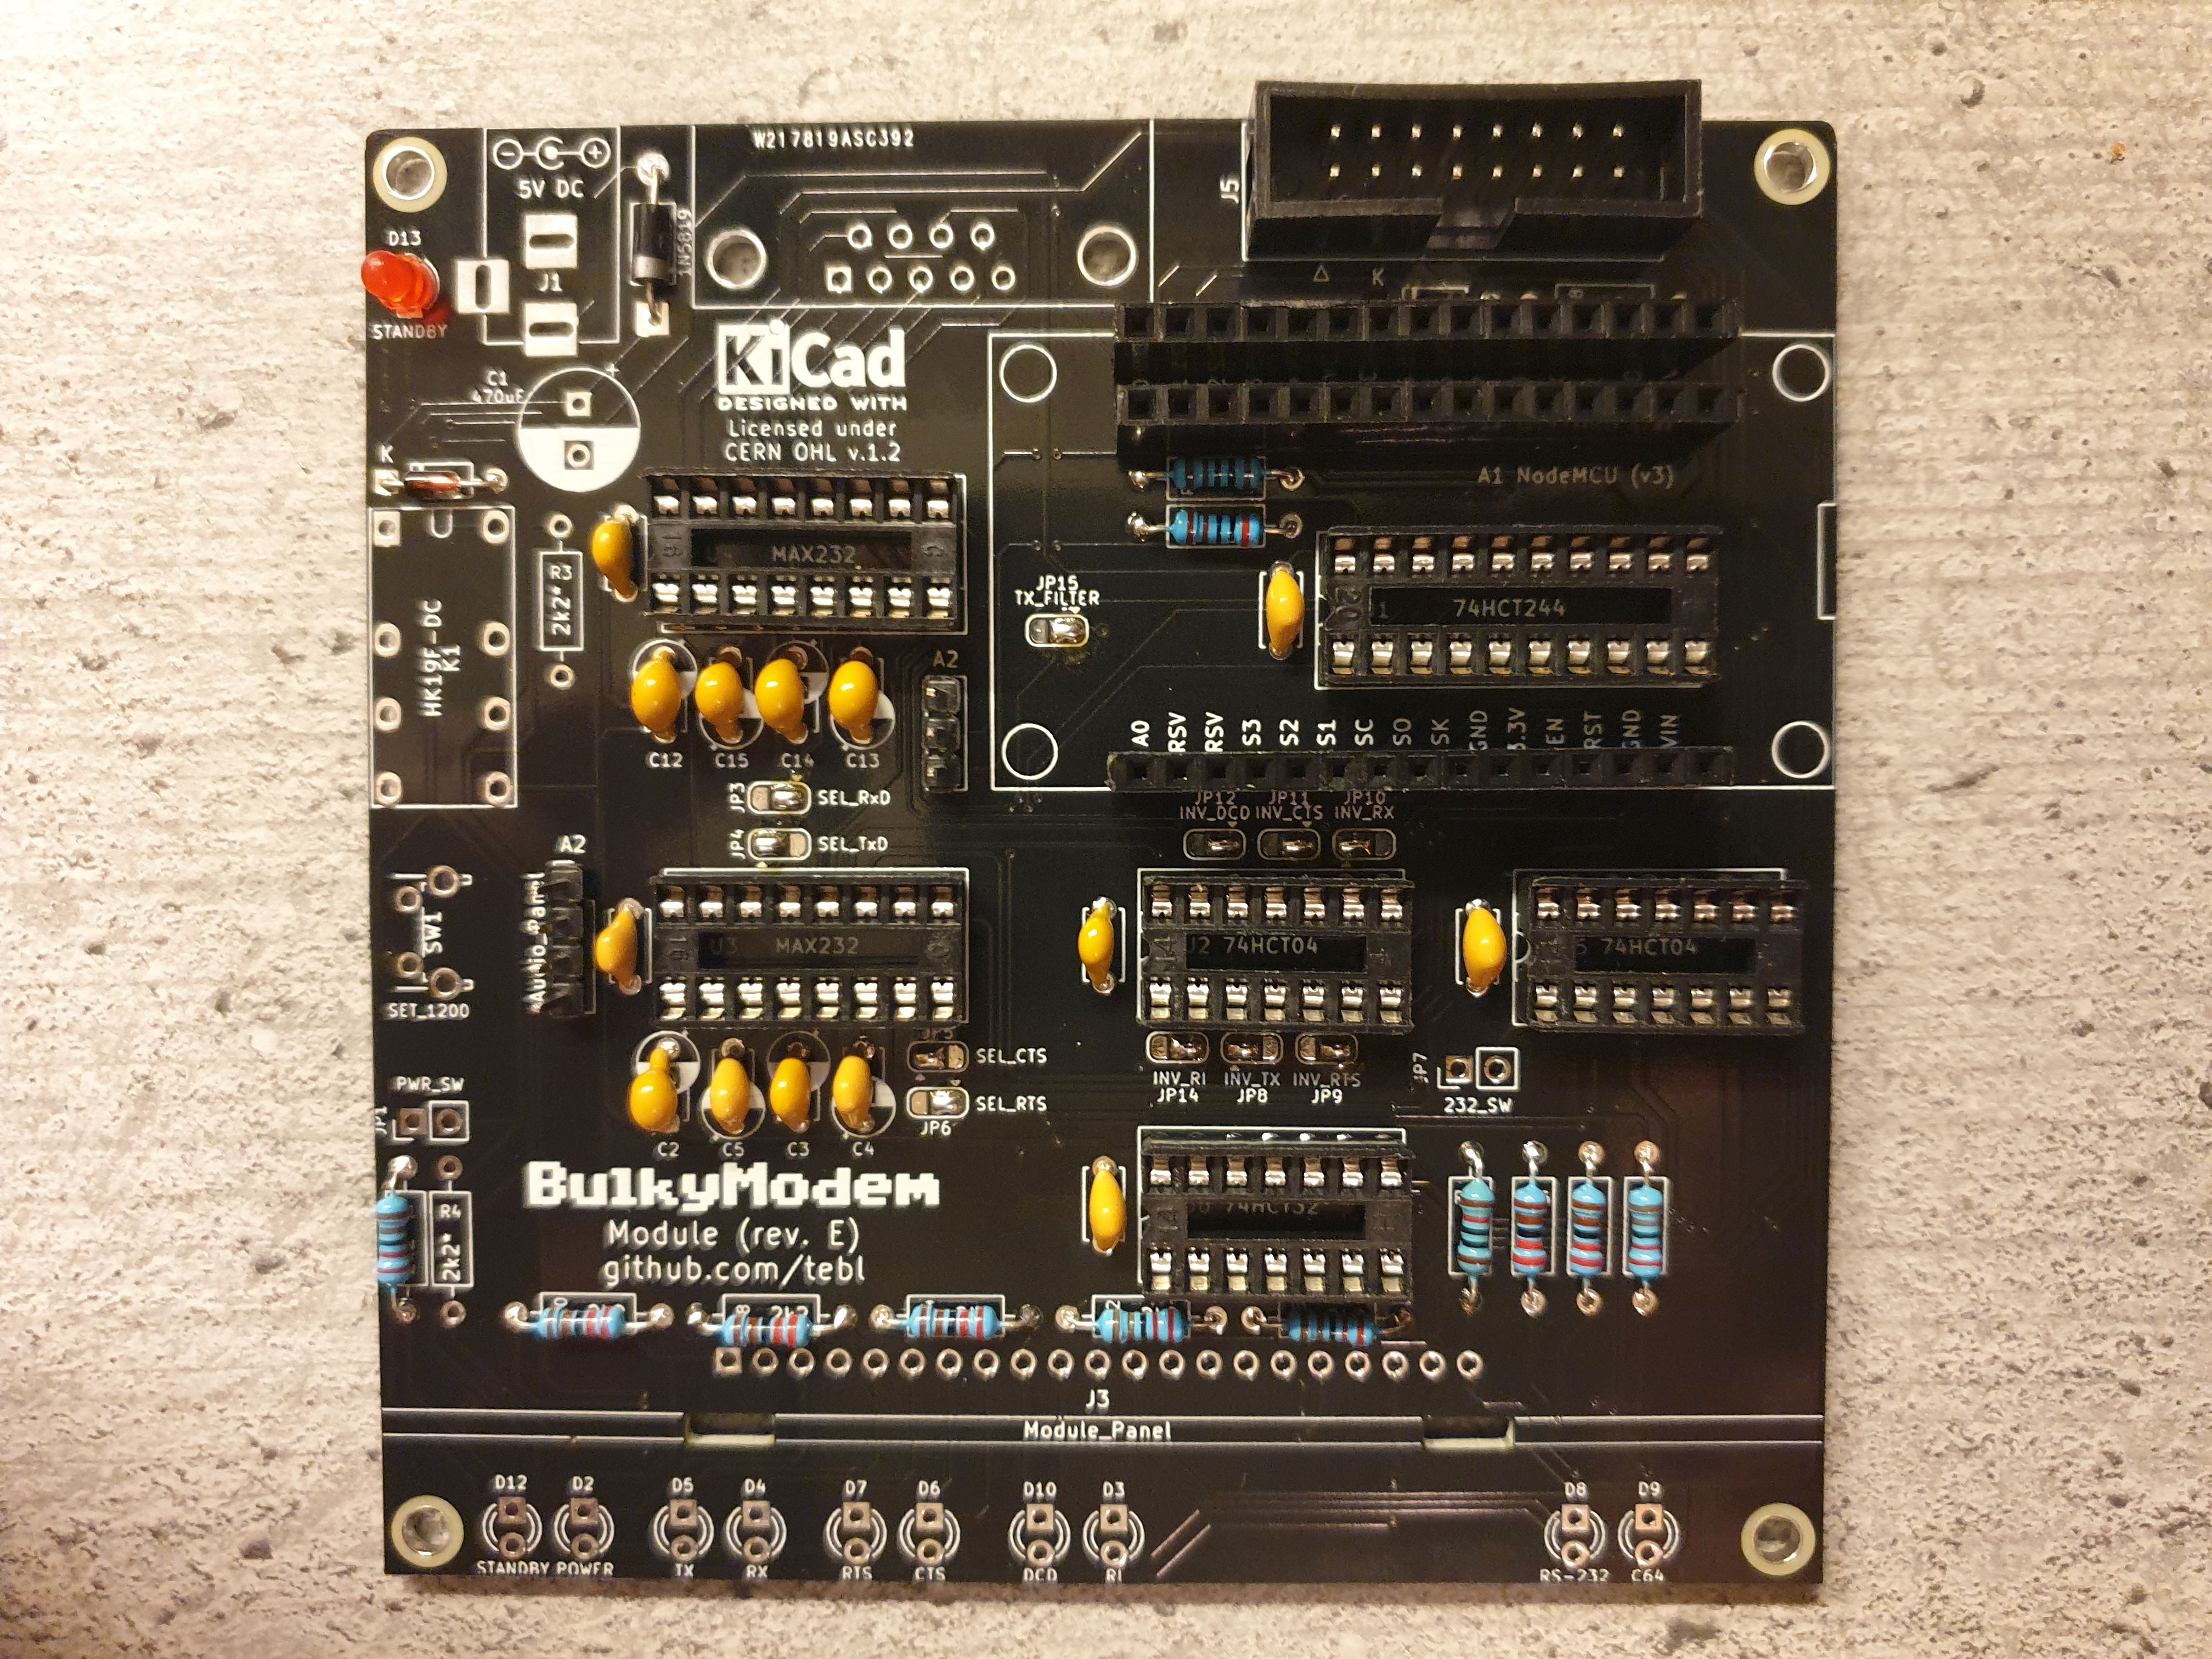 W217819ASC392
5V DC
J5
D13
1N5819
J1
STANDBY
K
KiCad
DESIGNED WITH
Licensed under
CERN OHL v.1.2
C1
470uF
K
A1 NodeMCU (v3)
MAX232
R3
2k2*
HK19F-DC
K1
JP15
TX_FILTER
74HCT244
A2
C12
C15
C14
C13
A0
RSV
RSV
S3
S2
S1
SC
SO
SK
GND
3.3V
EN
RST
GND
VIN
JP3
SEL_RxD
JP4
SEL_TxD
JP12
JP11
JP10
INV_DCD
INV_CTS
INV_RX
A2
Audio_Panel
SW1
SET_1200
U3 MAX232
U2 74HCT04
74HCT04
JP5
SEL_CTS
SEL_RTS
JP6
INV_RI
INV_TX
INV_RTS
JP14
JP8
JP9
JP7
232_SW
PWR_SW
JP1
C2
C5
C3
C4
R4
2k2*
BulkyModem
Module (rev. E)
github.com/tebl
74HCT32
2k2
J3
Module_Panel
D12
D2
D5
D4
D7
D6
D10
D3
D8
D9
STANDBY
POWER
TX
RX
RTS
CTS
DCD
RI
RS-232
C64